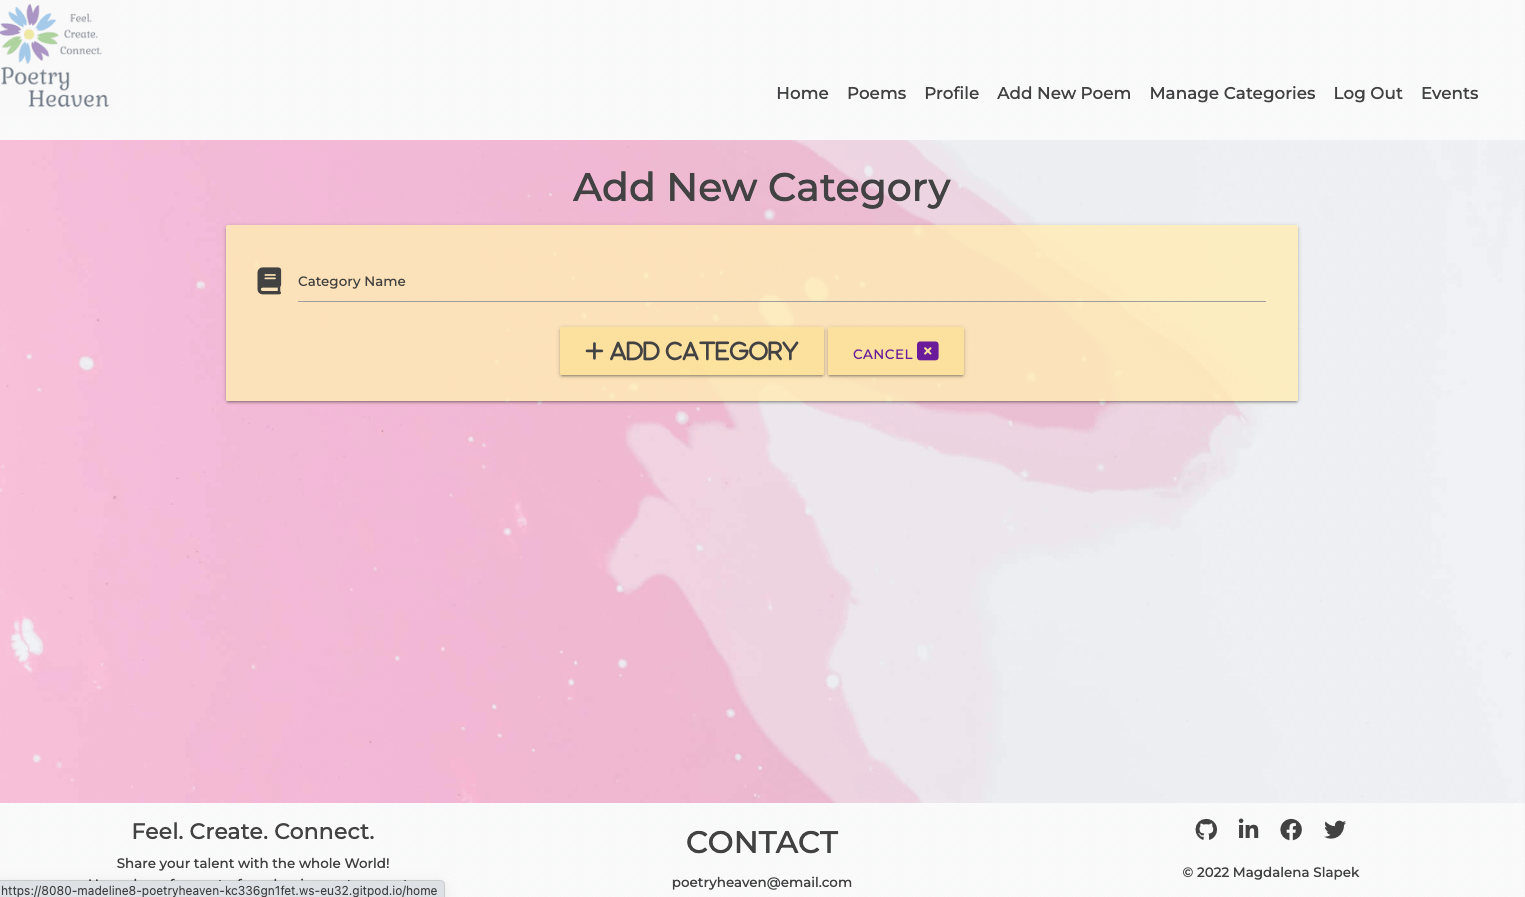 Feel.
Create.
Connect.
Poetry
Heaven
Home Poems Profile Add New Poem Manage Categories Log Out Events
Add New Category
Category Name
+ ADD CATEGORY CANCEL
Feel. Create. Connect.
Share your talent with the whole World!
https://8080-madeline8-poetryheaven-kc336gn1fet.ws-eu32.gitpod.io/home
CONTACT
poetryheaven@email.com
© 2022 Magdalena Slapek